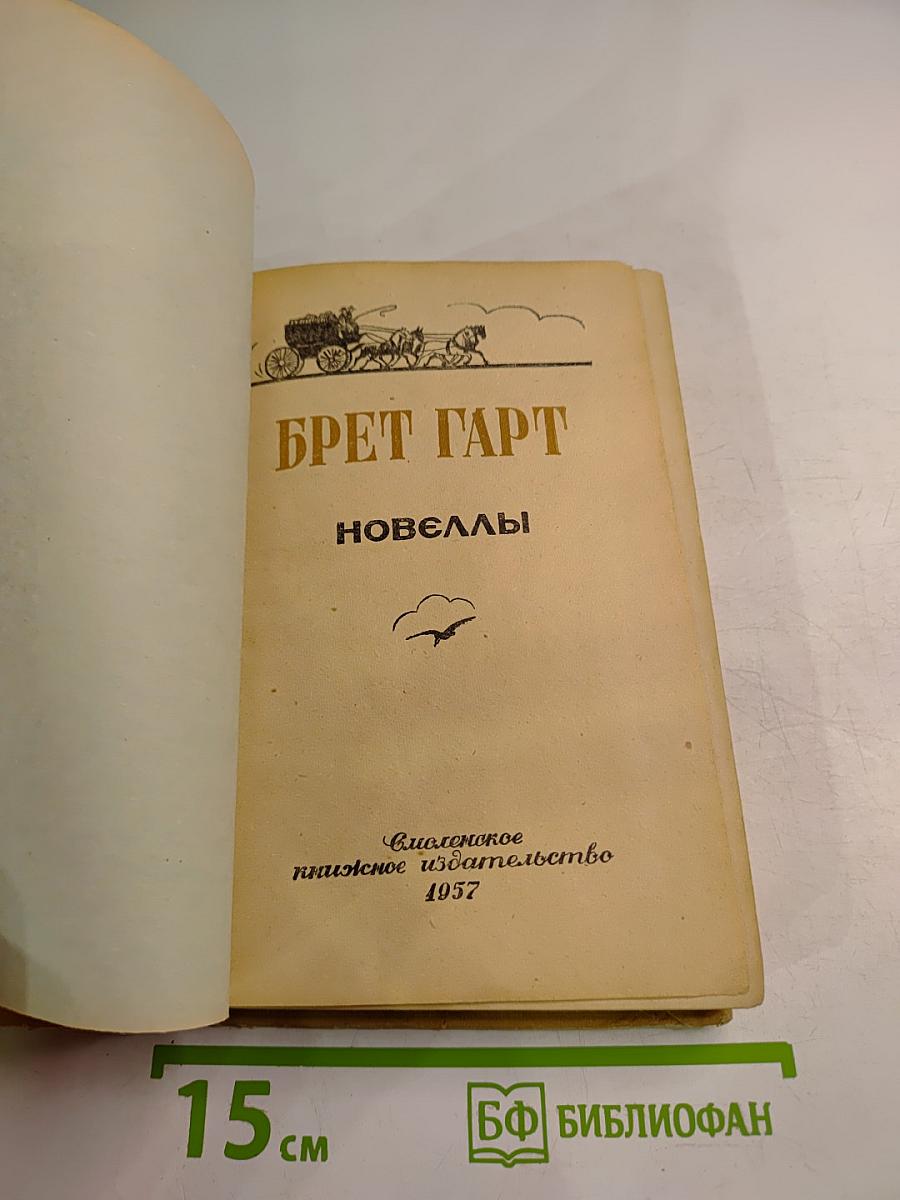 БРЕТ ГАРТ
НОВЕЛЛЫ
Смоленское
книжное издательство
1957
15 см
БФ БИБЛИОФАН